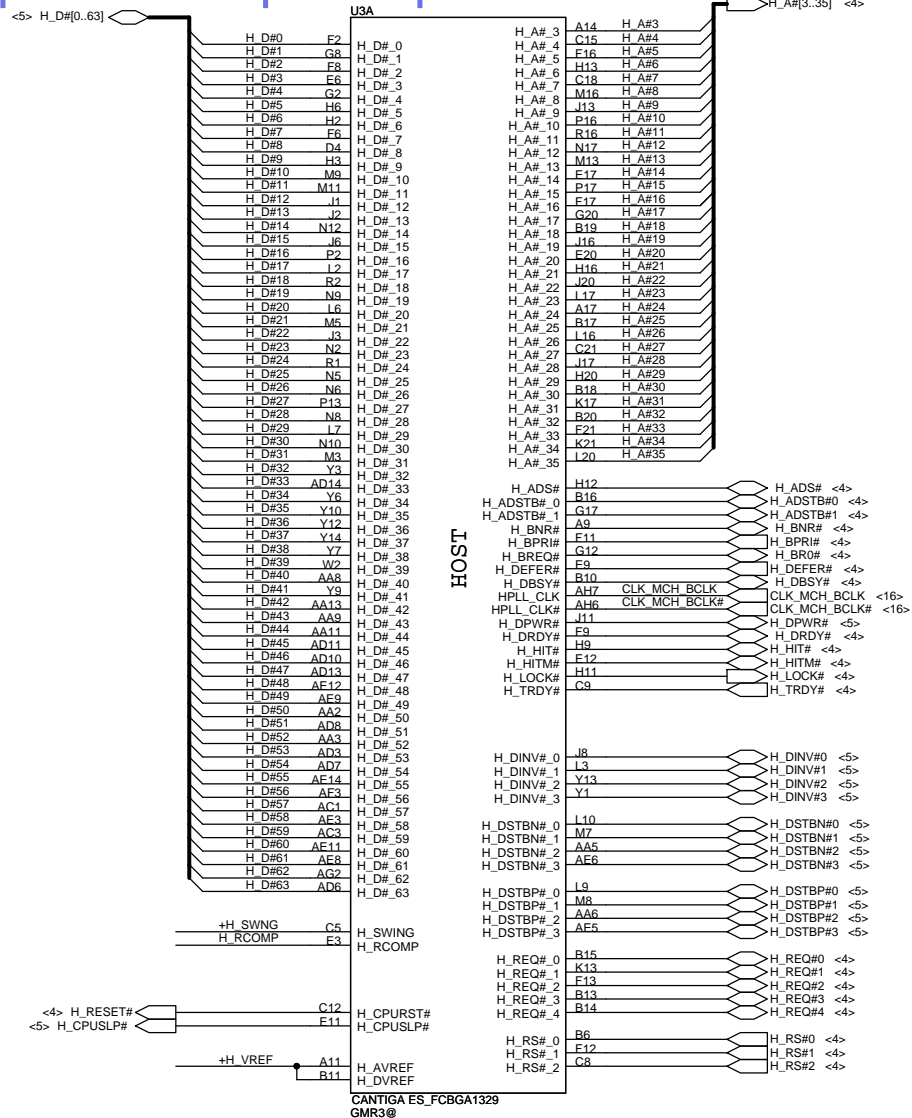 <5> H_D#[0..63]
U3A
H_A#[3..35] <4>
H_D#0 F2 H_D#_0
H_D#1 G8 H_D#_1
H_D#2 F8 H_D#_2
H_D#3 E6 H_D#_3
H_D#4 G2 H_D#_4
H_D#5 H6 H_D#_5
H_D#6 H2 H_D#_6
H_D#7 F6 H_D#_7
H_D#8 D4 H_D#_8
H_D#9 H3 H_D#_9
H_D#10 M9 H_D#_10
H_D#11 M11 H_D#_11
H_D#12 J1 H_D#_12
H_D#13 J2 H_D#_13
H_D#14 N12 H_D#_14
H_D#15 J6 H_D#_15
H_D#16 P2 H_D#_16
H_D#17 L2 H_D#_17
H_D#18 R2 H_D#_18
H_D#19 N9 H_D#_19
H_D#20 L6 H_D#_20
H_D#21 M5 H_D#_21
H_D#22 J3 H_D#_22
H_D#23 N2 H_D#_23
H_D#24 R1 H_D#_24
H_D#25 N5 H_D#_25
H_D#26 N6 H_D#_26
H_D#27 P13 H_D#_27
H_D#28 N8 H_D#_28
H_D#29 L7 H_D#_29
H_D#30 N10 H_D#_30
H_D#31 M3 H_D#_31
H_D#32 Y3 H_D#_32
H_D#33 AD14 H_D#_33
H_D#34 Y6 H_D#_34
H_D#35 Y10 H_D#_35
H_D#36 Y12 H_D#_36
H_D#37 Y14 H_D#_37
H_D#38 Y7 H_D#_38
H_D#39 W2 H_D#_39
H_D#40 AA8 H_D#_40
H_D#41 Y9 H_D#_41
H_D#42 AA13 H_D#_42
H_D#43 AA9 H_D#_43
H_D#44 AA11 H_D#_44
H_D#45 AD11 H_D#_45
H_D#46 AD10 H_D#_46
H_D#47 AD13 H_D#_47
H_D#48 AE12 H_D#_48
H_D#49 AE9 H_D#_49
H_D#50 AA2 H_D#_50
H_D#51 AD8 H_D#_51
H_D#52 AA3 H_D#_52
H_D#53 AD3 H_D#_53
H_D#54 AD7 H_D#_54
H_D#55 AE14 H_D#_55
H_D#56 AF3 H_D#_56
H_D#57 AC1 H_D#_57
H_D#58 AE3 H_D#_58
H_D#59 AC3 H_D#_59
H_D#60 AE11 H_D#_60
H_D#61 AE8 H_D#_61
H_D#62 AG2 H_D#_62
H_D#63 AD6 H_D#_63
+H_SWNG C5 H_SWING
H_RCOMP E3 H_RCOMP
<4> H_RESET# C12 H_CPURST#
<5> H_CPUSLP# E11 H_CPUSLP#
+H_VREF A11 H_AVREF
B11 H_DVREF
HOST
H_A#_3 A14 H_A#3
H_A#_4 C15 H_A#4
H_A#_5 F16 H_A#5
H_A#_6 H13 H_A#6
H_A#_7 C18 H_A#7
H_A#_8 M16 H_A#8
H_A#_9 J13 H_A#9
H_A#_10 P16 H_A#10
H_A#_11 R16 H_A#11
H_A#_12 N17 H_A#12
H_A#_13 M13 H_A#13
H_A#_14 E17 H_A#14
H_A#_15 P17 H_A#15
H_A#_16 F17 H_A#16
H_A#_17 G20 H_A#17
H_A#_18 B19 H_A#18
H_A#_19 J16 H_A#19
H_A#_20 E20 H_A#20
H_A#_21 H16 H_A#21
H_A#_22 J20 H_A#22
H_A#_23 L17 H_A#23
H_A#_24 A17 H_A#24
H_A#_25 B17 H_A#25
H_A#_26 L16 H_A#26
H_A#_27 C21 H_A#27
H_A#_28 J17 H_A#28
H_A#_29 H20 H_A#29
H_A#_30 B18 H_A#30
H_A#_31 K17 H_A#31
H_A#_32 B20 H_A#32
H_A#_33 F21 H_A#33
H_A#_34 K21 H_A#34
H_A#_35 L20 H_A#35
H_ADS# H12 H_ADS# <4>
H_ADSTB#_0 B16 H_ADSTB#0 <4>
H_ADSTB#_1 G17 H_ADSTB#1 <4>
H_BNR# A9 H_BNR# <4>
H_BPRI# F11 H_BPRI# <4>
H_BREQ# G12 H_BR0# <4>
H_DEFER# E9 H_DEFER# <4>
H_DBSY# B10 H_DBSY# <4>
HPLL_CLK AH7 CLK_MCH_BCLK CLK_MCH_BCLK <16>
HPLL_CLK# AH6 CLK_MCH_BCLK# CLK_MCH_BCLK# <16>
H_DPWR# J11 H_DPWR# <5>
H_DRDY# F9 H_DRDY# <4>
H_HIT# H9 H_HIT# <4>
H_HITM# E12 H_HITM# <4>
H_LOCK# H11 H_LOCK# <4>
H_TRDY# C9 H_TRDY# <4>
H_DINV#_0 J8 H_DINV#0 <5>
H_DINV#_1 L3 H_DINV#1 <5>
H_DINV#_2 Y13 H_DINV#2 <5>
H_DINV#_3 Y1 H_DINV#3 <5>
H_DSTBN#_0 L10 H_DSTBN#0 <5>
H_DSTBN#_1 M7 H_DSTBN#1 <5>
H_DSTBN#_2 AA5 H_DSTBN#2 <5>
H_DSTBN#_3 AE6 H_DSTBN#3 <5>
H_DSTBP#_0 L9 H_DSTBP#0 <5>
H_DSTBP#_1 M8 H_DSTBP#1 <5>
H_DSTBP#_2 AA6 H_DSTBP#2 <5>
H_DSTBP#_3 AE5 H_DSTBP#3 <5>
H_REQ#_0 B15 H_REQ#0 <4>
H_REQ#_1 K13 H_REQ#1 <4>
H_REQ#_2 F13 H_REQ#2 <4>
H_REQ#_3 B13 H_REQ#3 <4>
H_REQ#_4 B14 H_REQ#4 <4>
H_RS#_0 B6 H_RS#0 <4>
H_RS#_1 F12 H_RS#1 <4>
H_RS#_2 C8 H_RS#2 <4>
CANTIGA ES_FCBGA1329
GMR3@